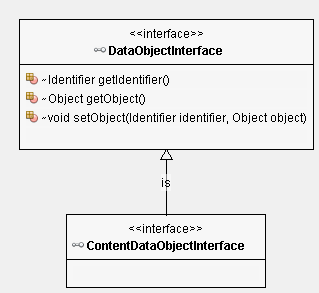 <<interface>>
DataObjectInterface
~Identifier getIdentifier()
~Object getObject()
~void setObject(Identifier identifier, Object object)
is
<<interface>>
ContentDataObjectInterface